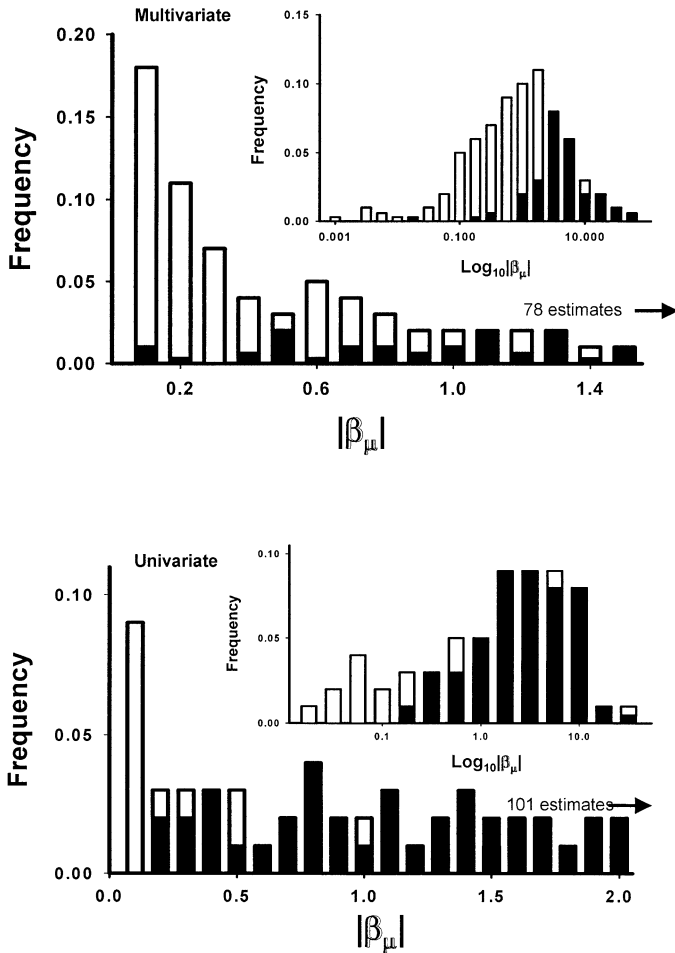 Multivariate
Frequency
0.20
0.15
0.10
0.05
0.00
0.2
0.6
1.0
1.4
|βμ|
78 estimates
Frequency
0.15
0.10
0.05
0.00
0.001
0.100
10.000
Log10|βμ|
Univariate
Frequency
0.10
0.05
0.00
0.0
0.5
1.0
1.5
2.0
|βμ|
101 estimates
Frequency
0.10
0.05
0.00
0.1
1.0
10.0
Log10|βμ|